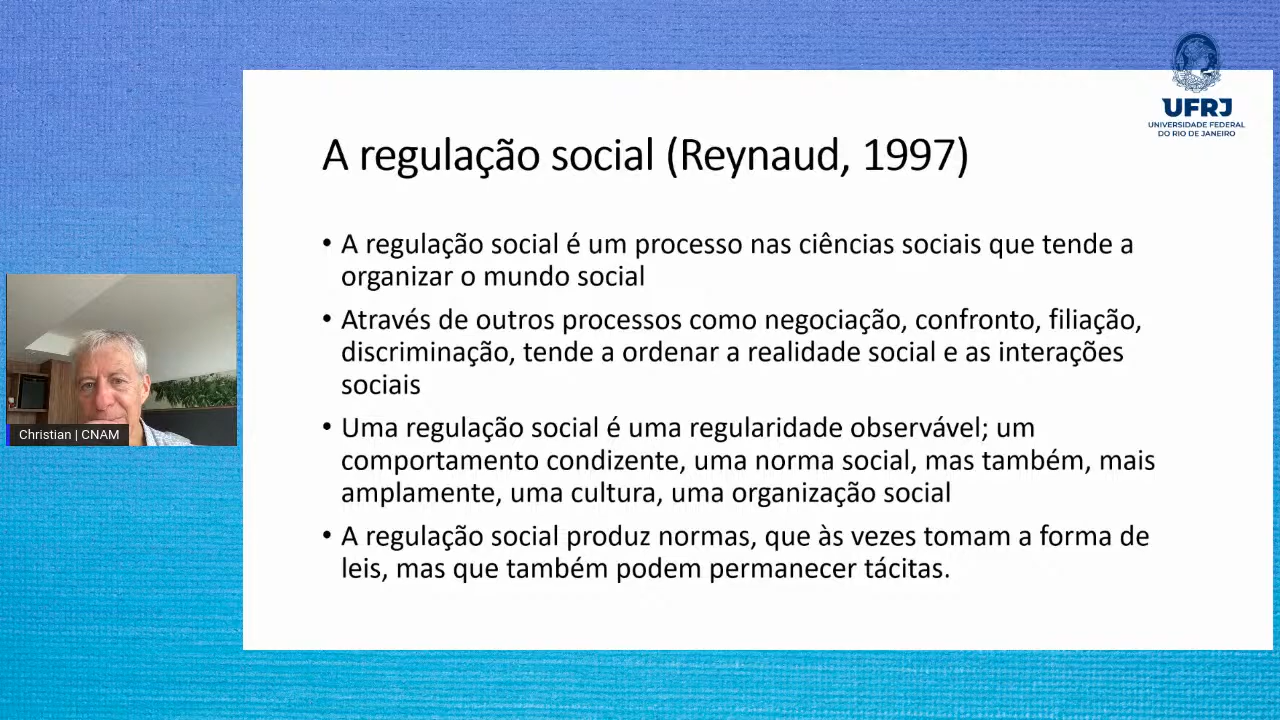 UFRJ
UNIVERSIDADE FEDERAL
DO RIO DE JANEIRO
A regulação social (Reynaud, 1997)
• A regulação social é um processo nas ciências sociais que tende a
organizar o mundo social
• Através de outros processos como negociação, confronto, filiação,
discriminação, tende a ordenar a realidade social e as interações
sociais
• Uma regulação social é uma regularidade observável; um
comportamento condizente, uma norma social, mas também, mais
amplamente, uma cultura, uma organização social
• A regulação social produz normas, que às vezes tomam a forma de
leis, mas que também podem permanecer tácitas.
Christian | CNAM